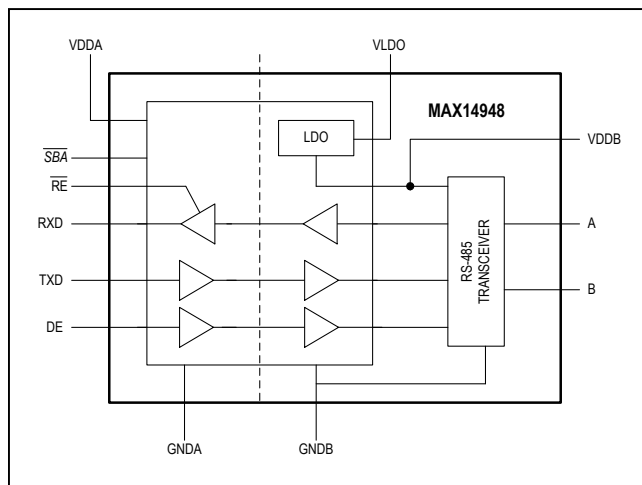 VDDA
VLDO
MAX14948
LDO
VDDB
SBA
RE
RXD
A
RS-485
TRANSCEIVER
TXD
B
DE
GNDA
GNDB